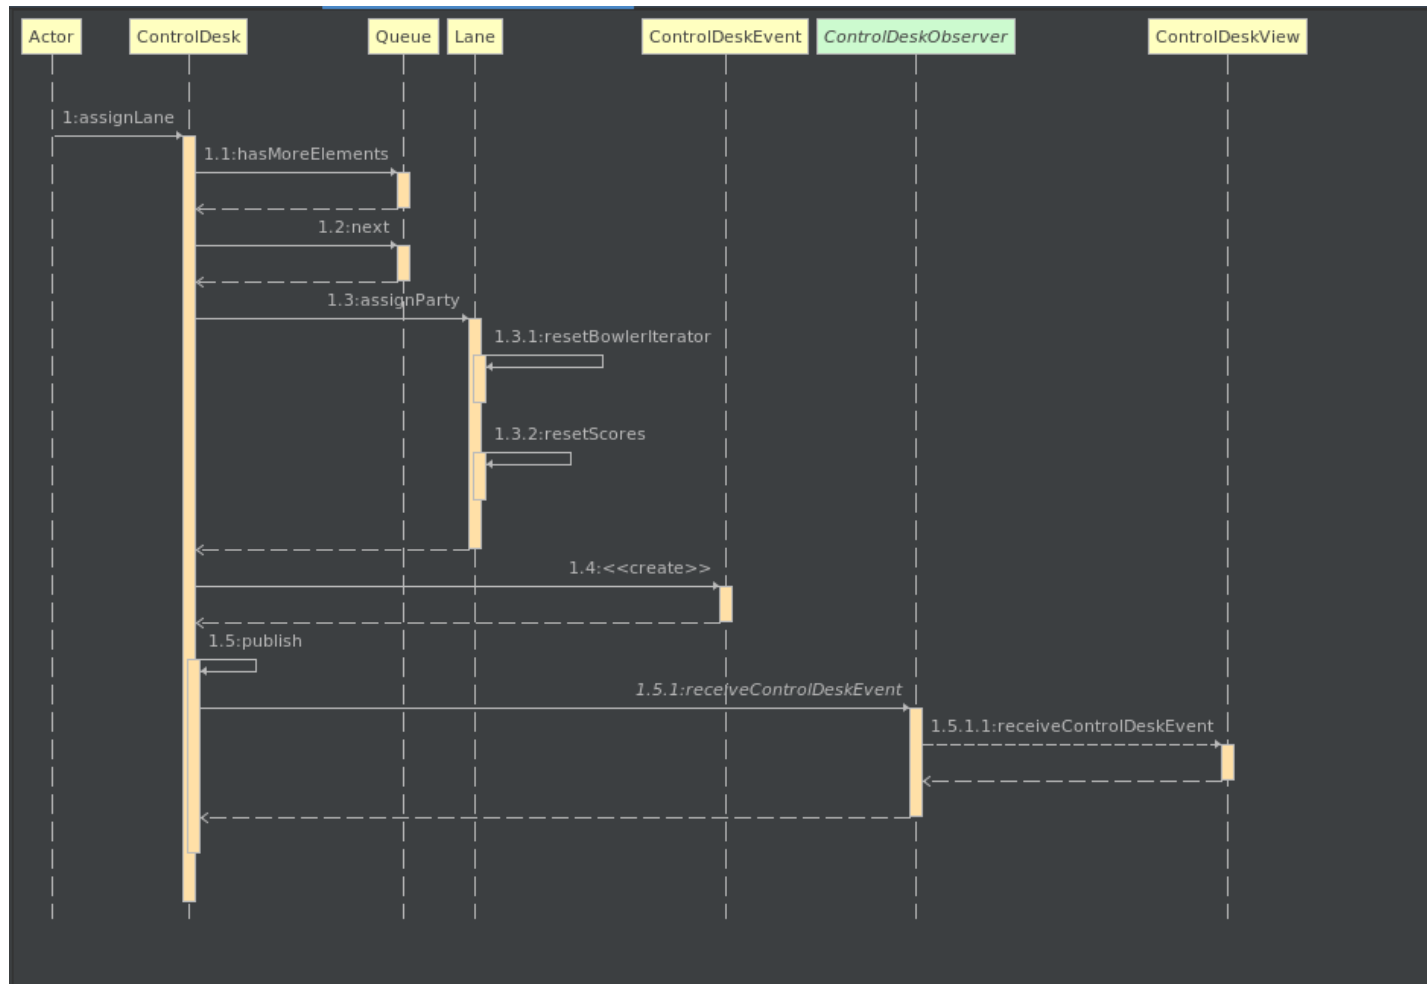 Actor
ControlDesk
Queue
Lane
ControlDeskEvent
ControlDeskObserver
ControlDeskView
1:assignLane
1.1:hasMoreElements
1.2:next
1.3:assignParty
1.3.1:resetBowlerIterator
1.3.2:resetScores
1.4:<<create>>
1.5:publish
1.5.1:receiveControlDeskEvent
1.5.1.1:receiveControlDeskEvent